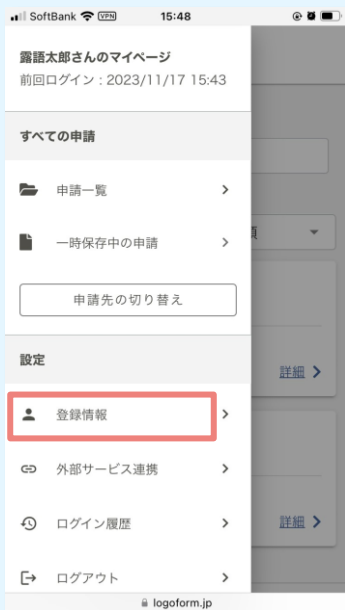 SoftBank VPN 15:48
露語太郎さんのマイページ
前回ログイン : 2023/11/17 15:43
すべての申請
申請一覧
一時保存中の申請
申請先の切り替え
設定
詳細
登録情報
外部サービス連携
ログイン履歴
詳細
ログアウト
logoform.jp